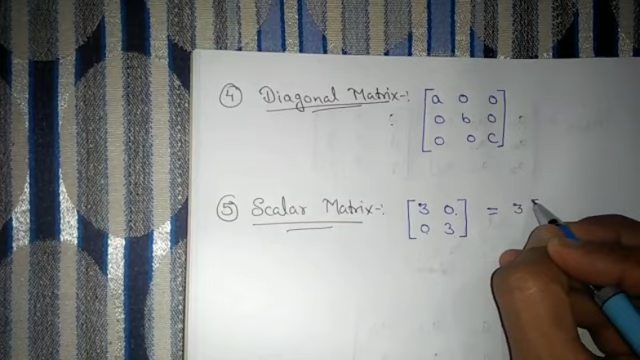 ④ Diagonal Matrix-: [a 0 0
0 b 0
0 0 c]
⑤ Scalar Matrix-: [3 0
0 3] = 3